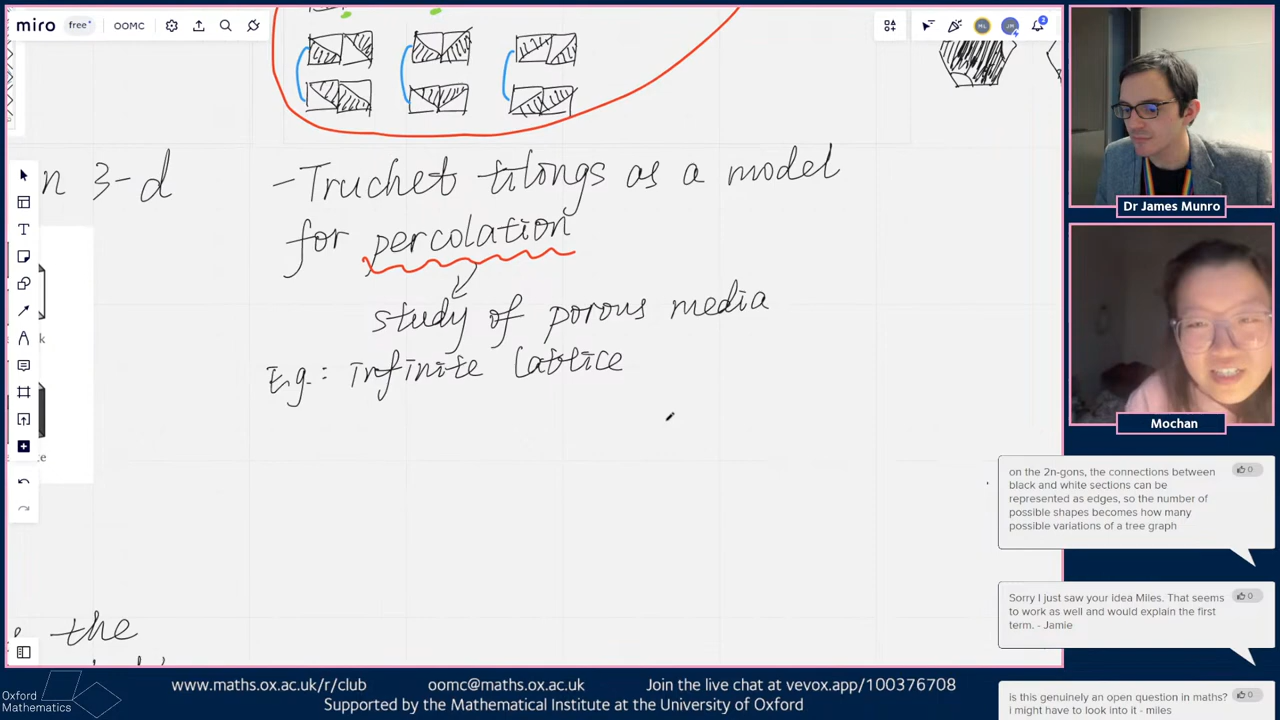 miro
free
OOMC
2
n 3-d
- Truchet tilongs as a model
for percolation
study of porous media
E.g.: infinite lattice
the
Dr James Munro
Mochan
on the 2n-gons, the connections between
black and white sections can be
represented as edges, so the number of
possible shapes becomes how many
possible variations of a tree graph
0
Sorry I just saw your idea Miles. That seems
to work as well and would explain the first
term. - Jamie
0
is this genuinely an open question in maths?
i might have to look into it - miles
0
Oxford
Mathematics
www.maths.ox.ac.uk/r/club oomc@maths.ox.ac.uk Join the live chat at vevox.app/100376708
Supported by the Mathematical Institute at the University of Oxford